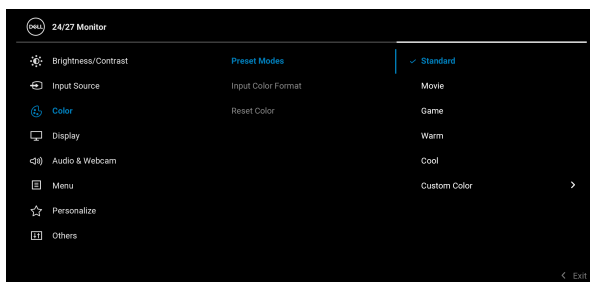 DELL 24/27 Monitor
Brightness/Contrast Preset Modes Standard
Input Source Input Color Format Movie
Color Reset Color Game
Display Warm
Audio & Webcam Cool
Menu Custom Color
Personalize
Others
Exit